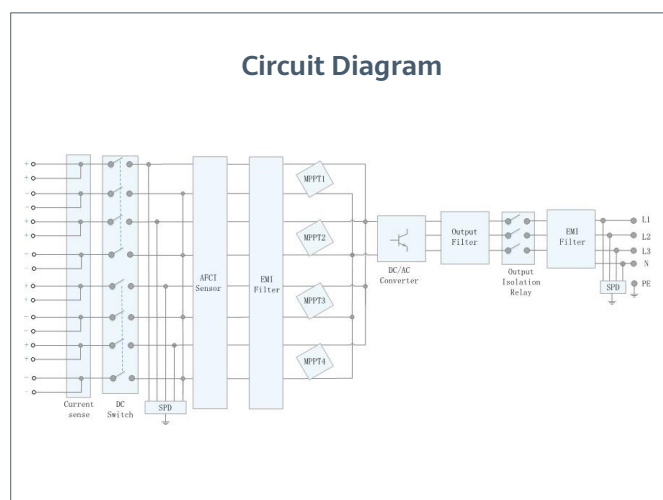 Circuit Diagram
+
+
-
-
+
+
-
-
+
+
-
-
+
+
-
-
Current
sense
DC
Switch
SPD
AFCI
Sensor
EMI
Filter
MPPT1
MPPT2
MPPT3
MPPT4
DC/AC
Converter
Output
Filter
Output
Isolation
Relay
EMI
Filter
SPD
L1
L2
L3
N
PE